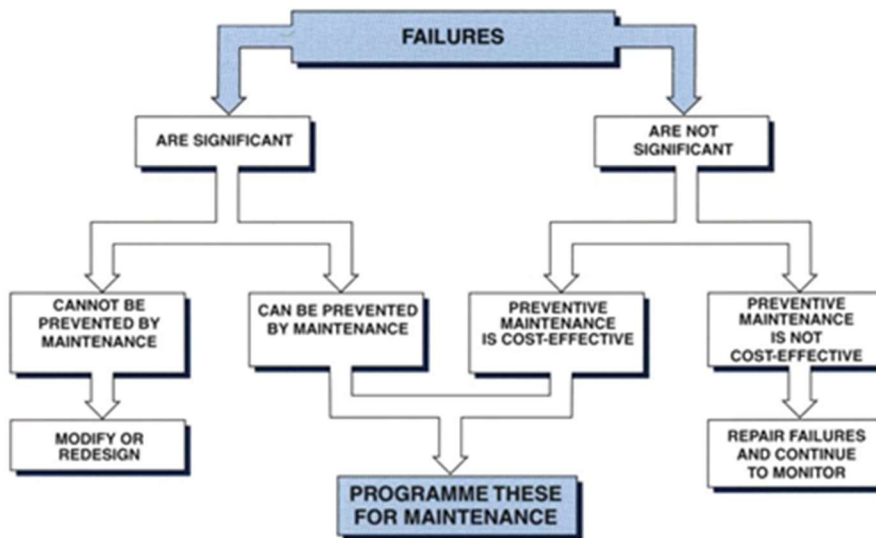 FAILURES
ARE SIGNIFICANT
ARE NOT
SIGNIFICANT
CANNOT BE
PREVENTED BY
MAINTENANCE
CAN BE PREVENTED
BY MAINTENANCE
PREVENTIVE
MAINTENANCE
IS COST-EFFECTIVE
PREVENTIVE
MAINTENANCE
IS NOT
COST-EFFECTIVE
MODIFY OR
REDESIGN
REPAIR FAILURES
AND CONTINUE
TO MONITOR
PROGRAMME THESE
FOR MAINTENANCE